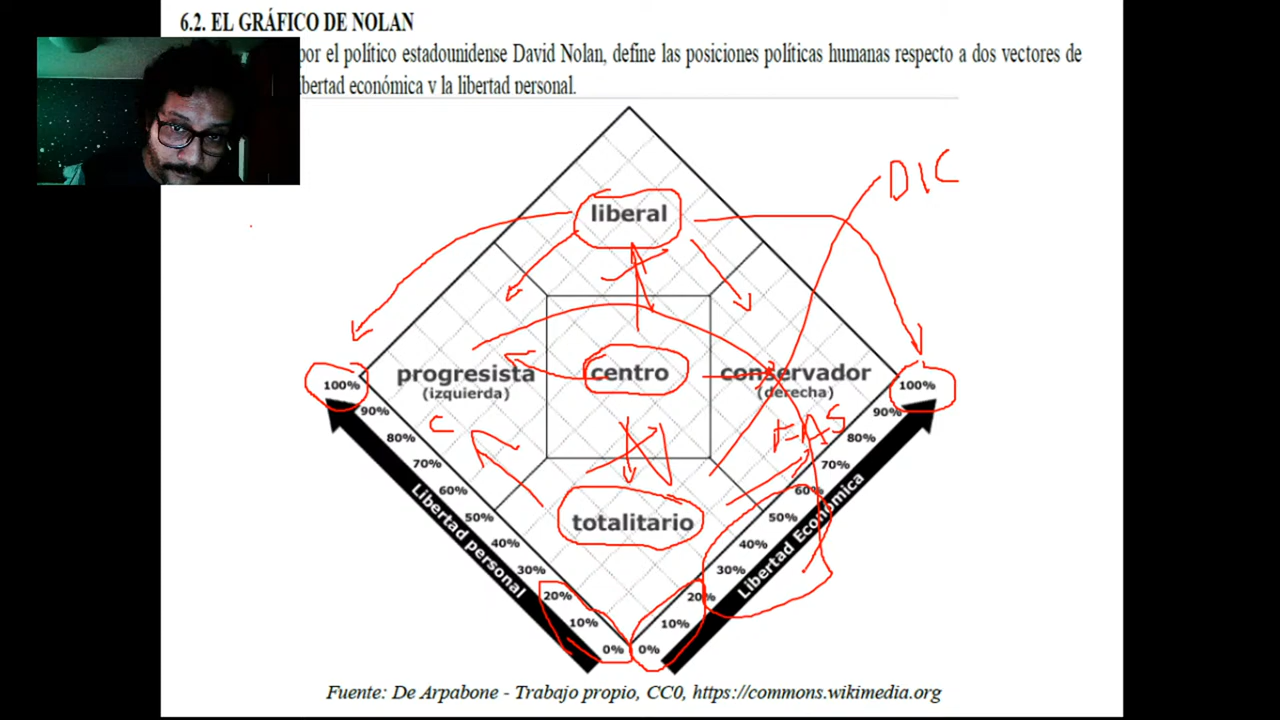 6.2. EL GRÁFICO DE NOLAN
por el político estadounidense David Nolan, define las posiciones políticas humanas respecto a dos vectores de
libertad económica y la libertad personal.
DIC
liberal
progresista
(izquierda)
centro
conservador
(derecha)
100%
90%
80%
70%
60%
50%
40%
30%
20%
10%
0%
Libertad personal
C
FAS
totalitario
100%
90%
80%
70%
60%
50%
40%
30%
20%
10%
0%
Libertad Económica
Fuente: De Arpabone - Trabajo propio, CC0, https://commons.wikimedia.org